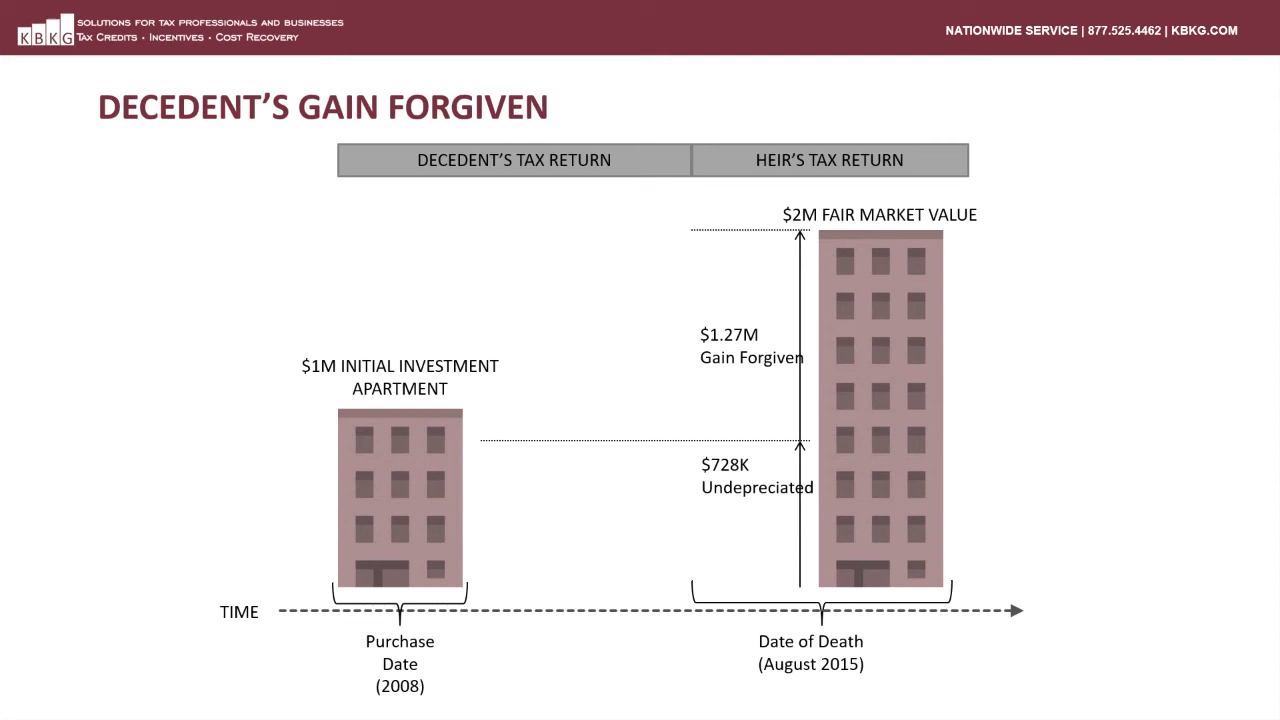 KBKG
SOLUTIONS FOR TAX PROFESSIONALS AND BUSINESSES
TAX CREDITS · INCENTIVES · COST RECOVERY
NATIONWIDE SERVICE | 877.525.4462 | KBKG.COM
DECEDENT’S GAIN FORGIVEN
DECEDENT’S TAX RETURN
HEIR’S TAX RETURN
$2M FAIR MARKET VALUE
$1.27M
Gain Forgiven
$1M INITIAL INVESTMENT
APARTMENT
$728K
Undepreciated
TIME
Purchase
Date
(2008)
Date of Death
(August 2015)